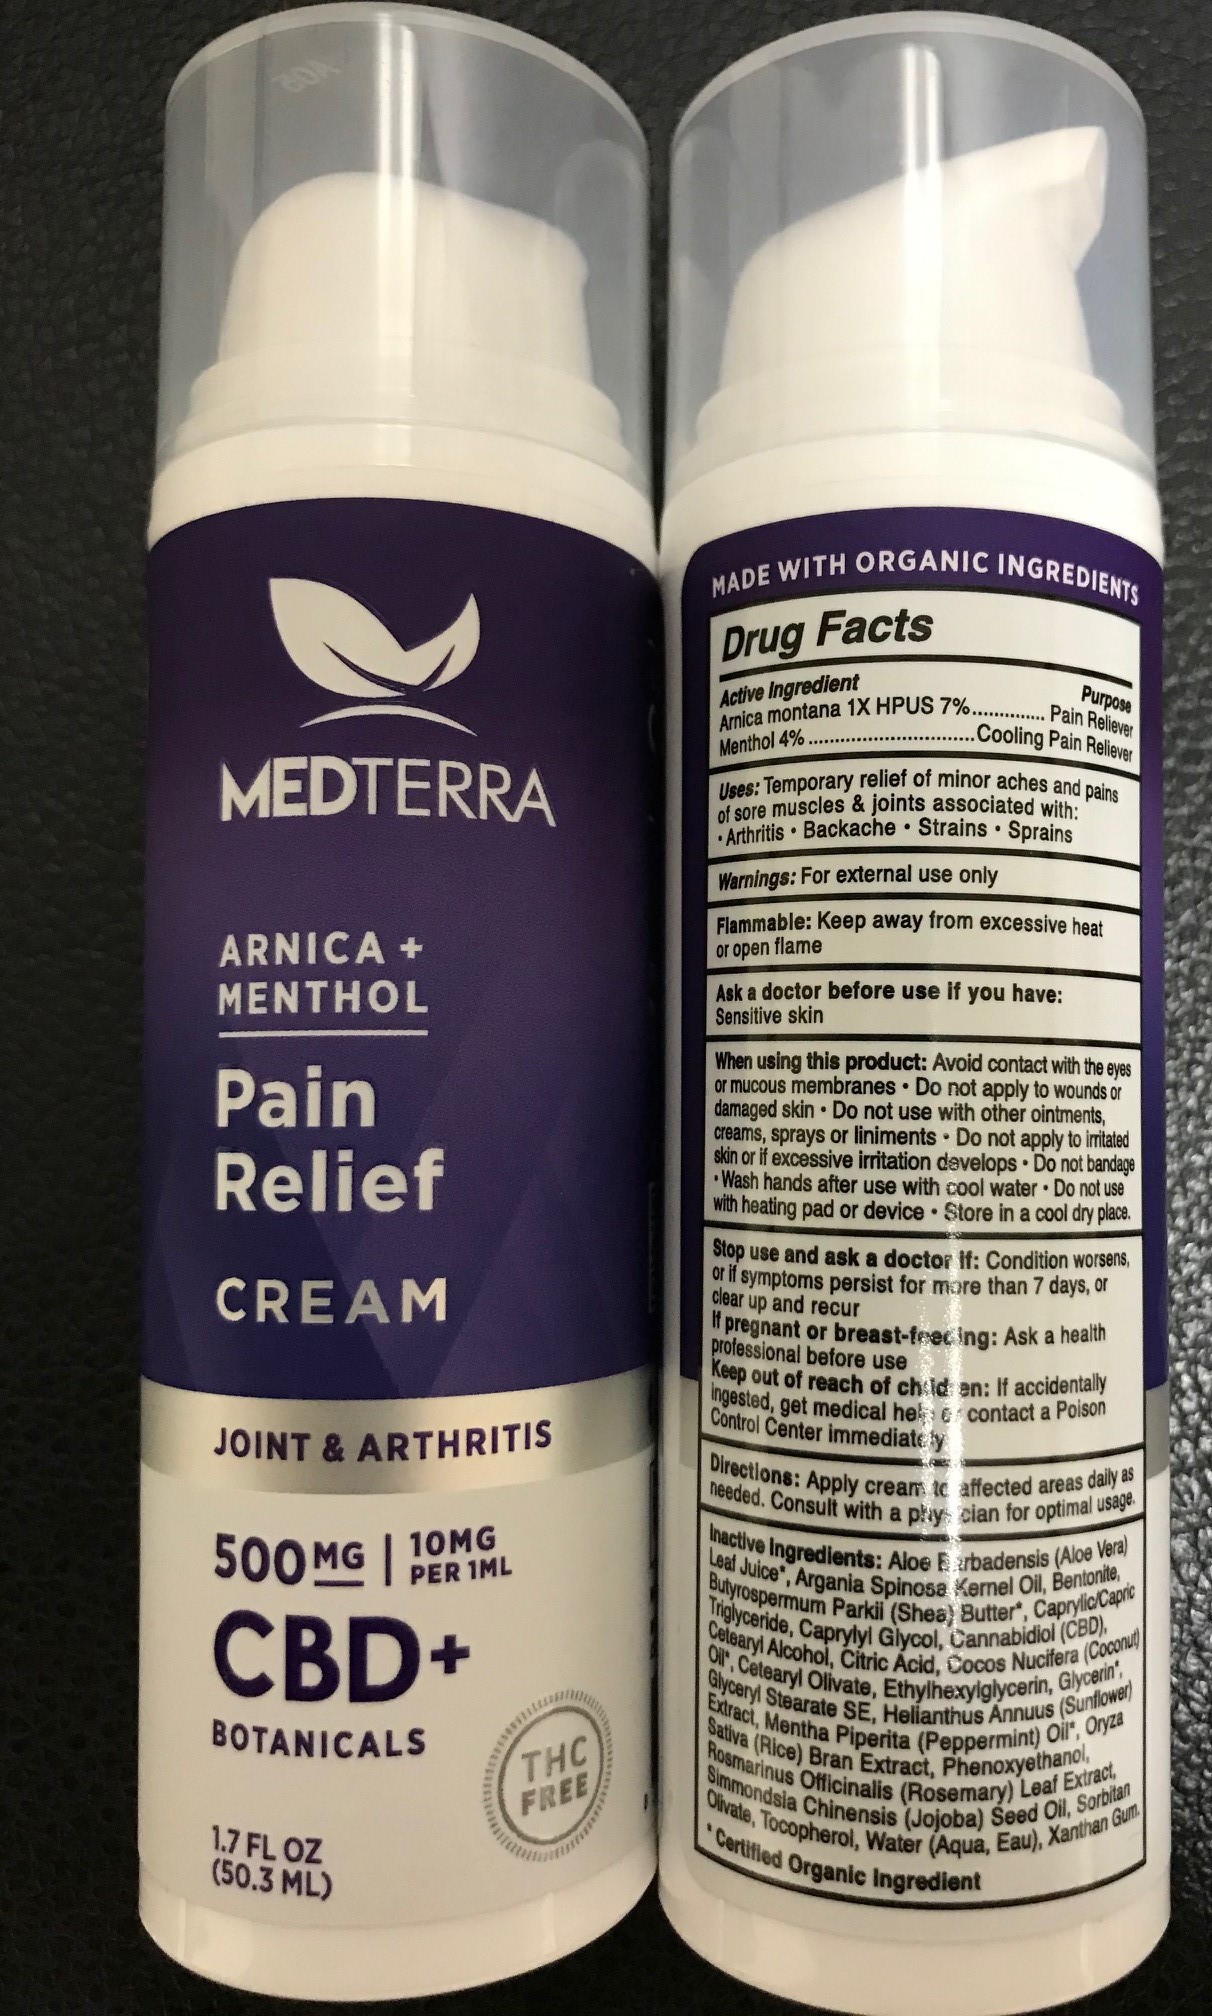 MEDTERRA
ARNICA +
MENTHOL
Pain
Relief
CREAM
JOINT & ARTHRITIS
500 MG | 10MG
PER 1ML
CBD+
BOTANICALS
THC
FREE
1.7 FL OZ
(50.3 ML)
MADE WITH ORGANIC INGREDIENTS
Drug Facts
Active Ingredient Purpose
Arnica montana 1X HPUS 7%.............. Pain Reliever
Menthol 4% ................................Cooling Pain Reliever
Uses: Temporary relief of minor aches and pains
of sore muscles & joints associated with:
• Arthritis • Backache • Strains • Sprains
Warnings: For external use only
Flammable: Keep away from excessive heat
or open flame
Ask a doctor before use if you have:
Sensitive skin
When using this product: Avoid contact with the eyes
or mucous membranes • Do not apply to wounds or
damaged skin • Do not use with other ointments,
creams, sprays or liniments • Do not apply to irritated
skin or if excessive irritation develops • Do not bandage
• Wash hands after use with cool water • Do not use
with heating pad or device • Store in a cool dry place.
Stop use and ask a doctor if: Condition worsens,
or if symptoms persist for more than 7 days, or
clear up and recur
If pregnant or breast-feeding: Ask a health
professional before use
Keep out of reach of children: If accidentally
ingested, get medical help or contact a Poison
Control Center immediately
Directions: Apply cream to affected areas daily as
needed. Consult with a physician for optimal usage.
Inactive Ingredients: Aloe Barbadensis (Aloe Vera)
Leaf Juice*, Argania Spinosa Kernel Oil, Bentonite,
Butyrospermum Parkii (Shea) Butter*, Caprylic/Capric
Triglyceride, Caprylyl Glycol, Cannabidiol (CBD),
Cetearyl Alcohol, Citric Acid, Cocos Nucifera (Coconut)
Oil*, Cetearyl Olivate, Ethylhexylglycerin, Glycerin*,
Glyceryl Stearate SE, Helianthus Annuus (Sunflower)
Extract, Mentha Piperita (Peppermint) Oil*, Oryza
Sativa (Rice) Bran Extract, Phenoxyethanol,
Rosmarinus Officinalis (Rosemary) Leaf Extract,
Simmondsia Chinensis (Jojoba) Seed Oil, Sorbitan
Olivate, Tocopherol, Water (Aqua, Eau), Xanthan Gum.
* Certified Organic Ingredient